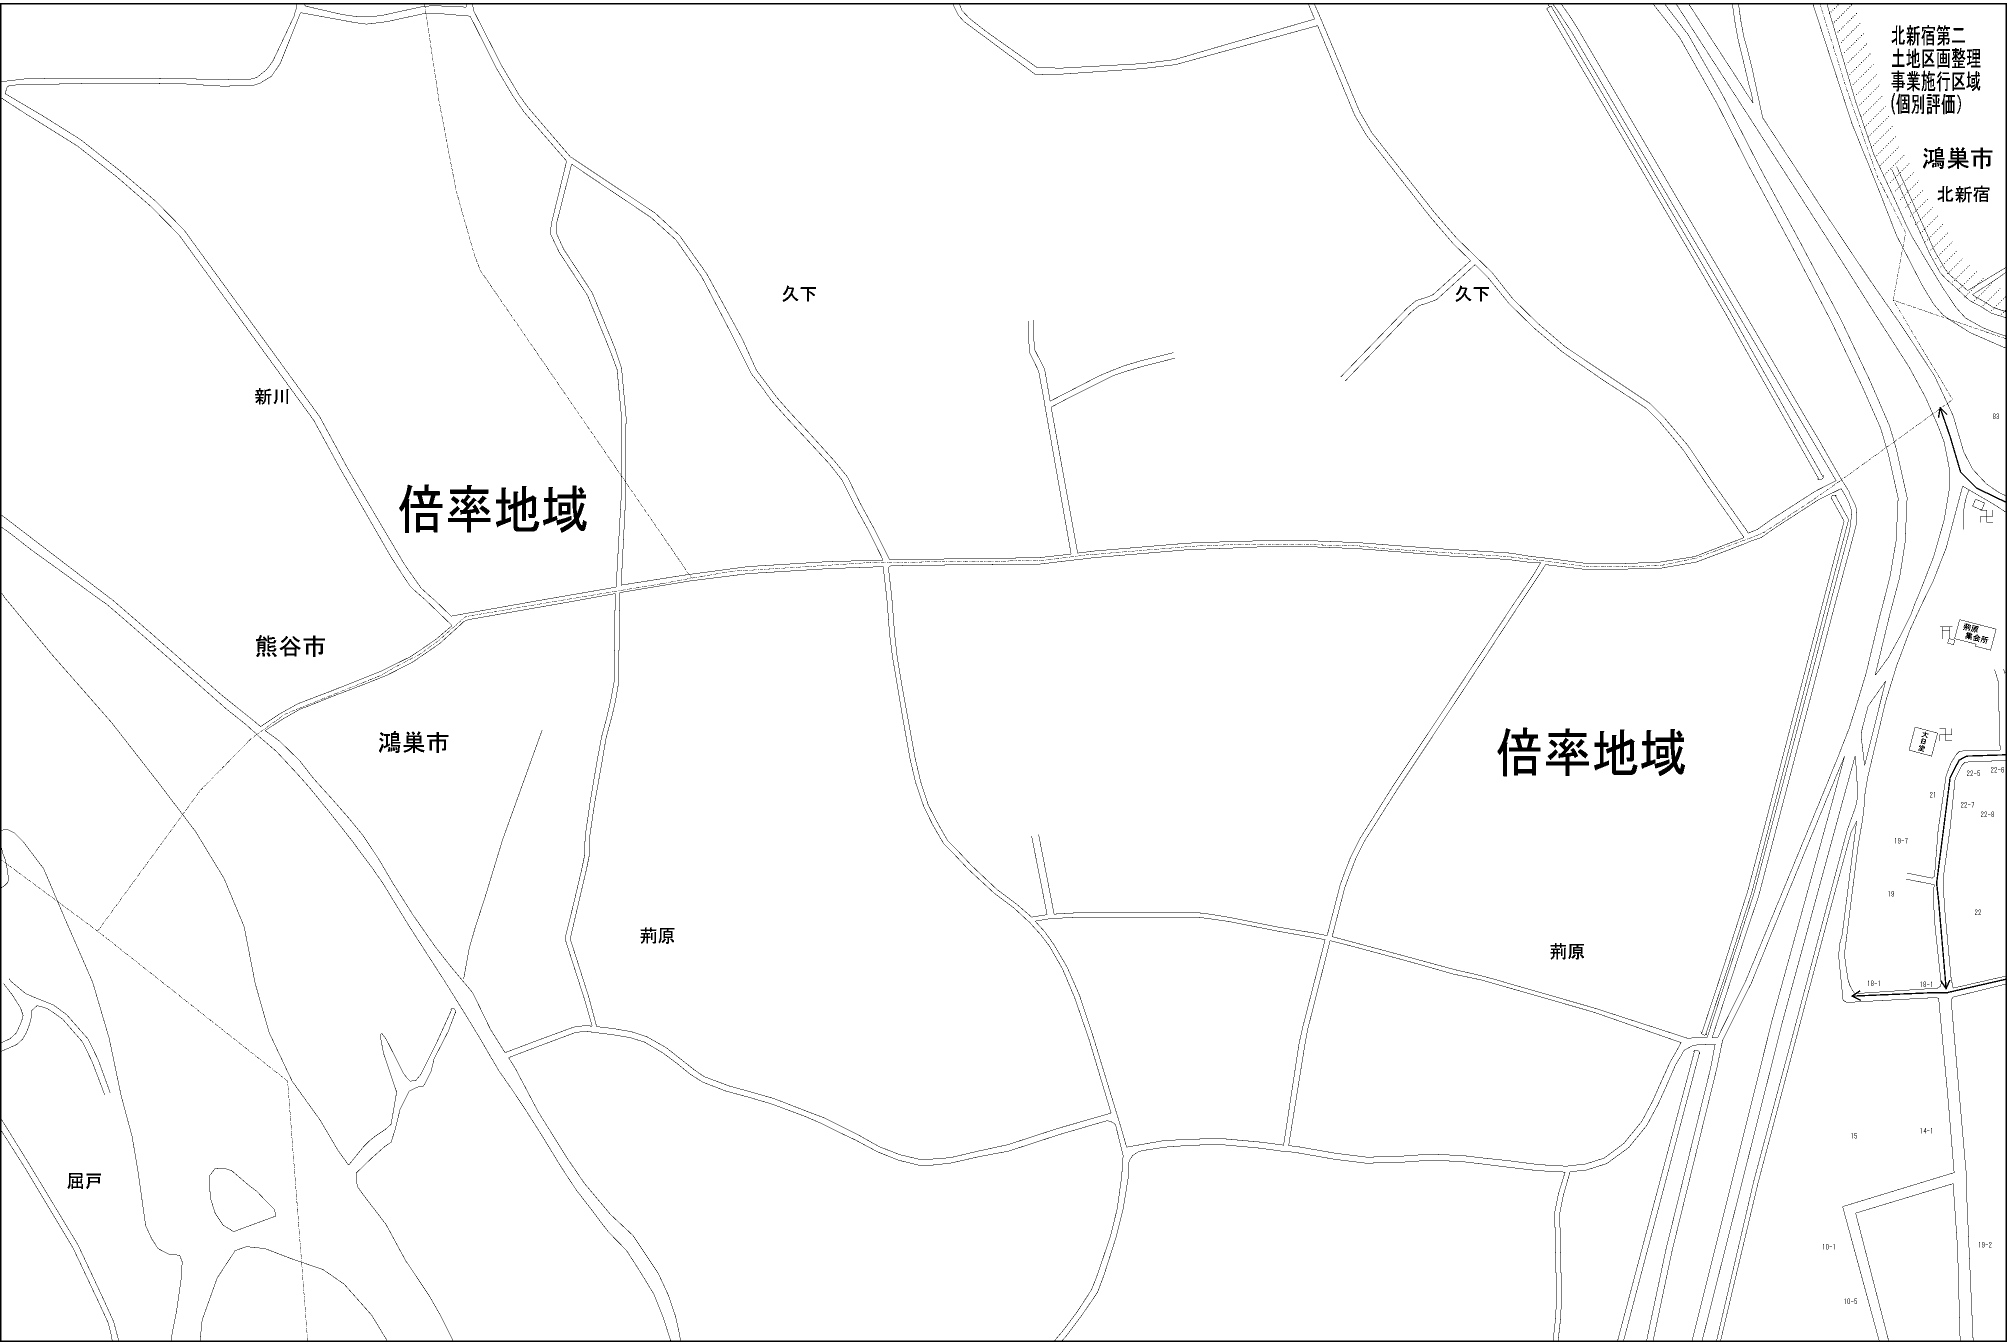 北新宿第二
土地区画整理
事業施行区域
(個別評価)
鴻巣市
北新宿
久下
久下
新川
83
倍率地域
熊谷市
荊原
集会所
鴻巣市
倍率地域
大日堂
22-5
22-6
21
22-7
22-8
19-7
19
22
荊原
荊原
18-1
19-1
15
14-1
屈戸
10-1
19-2
10-5